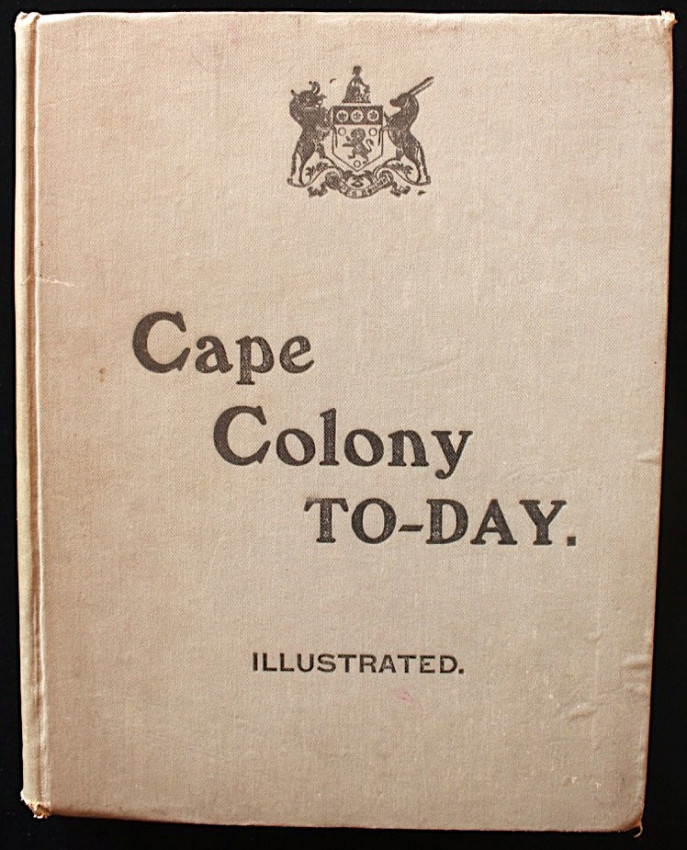 Cape
Colony
TO-DAY.
ILLUSTRATED.